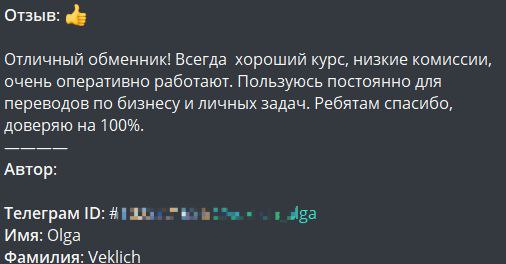 Отзыв: 👍
Отличный обменник! Всегда хороший курс, низкие комиссии,
очень оперативно работают. Пользуюсь постоянно для
переводов по бизнесу и личных задач. Ребятам спасибо,
доверяю на 100%.
————
Автор:
Телеграм ID: #
Имя: Olga
Фамилия: Veklich